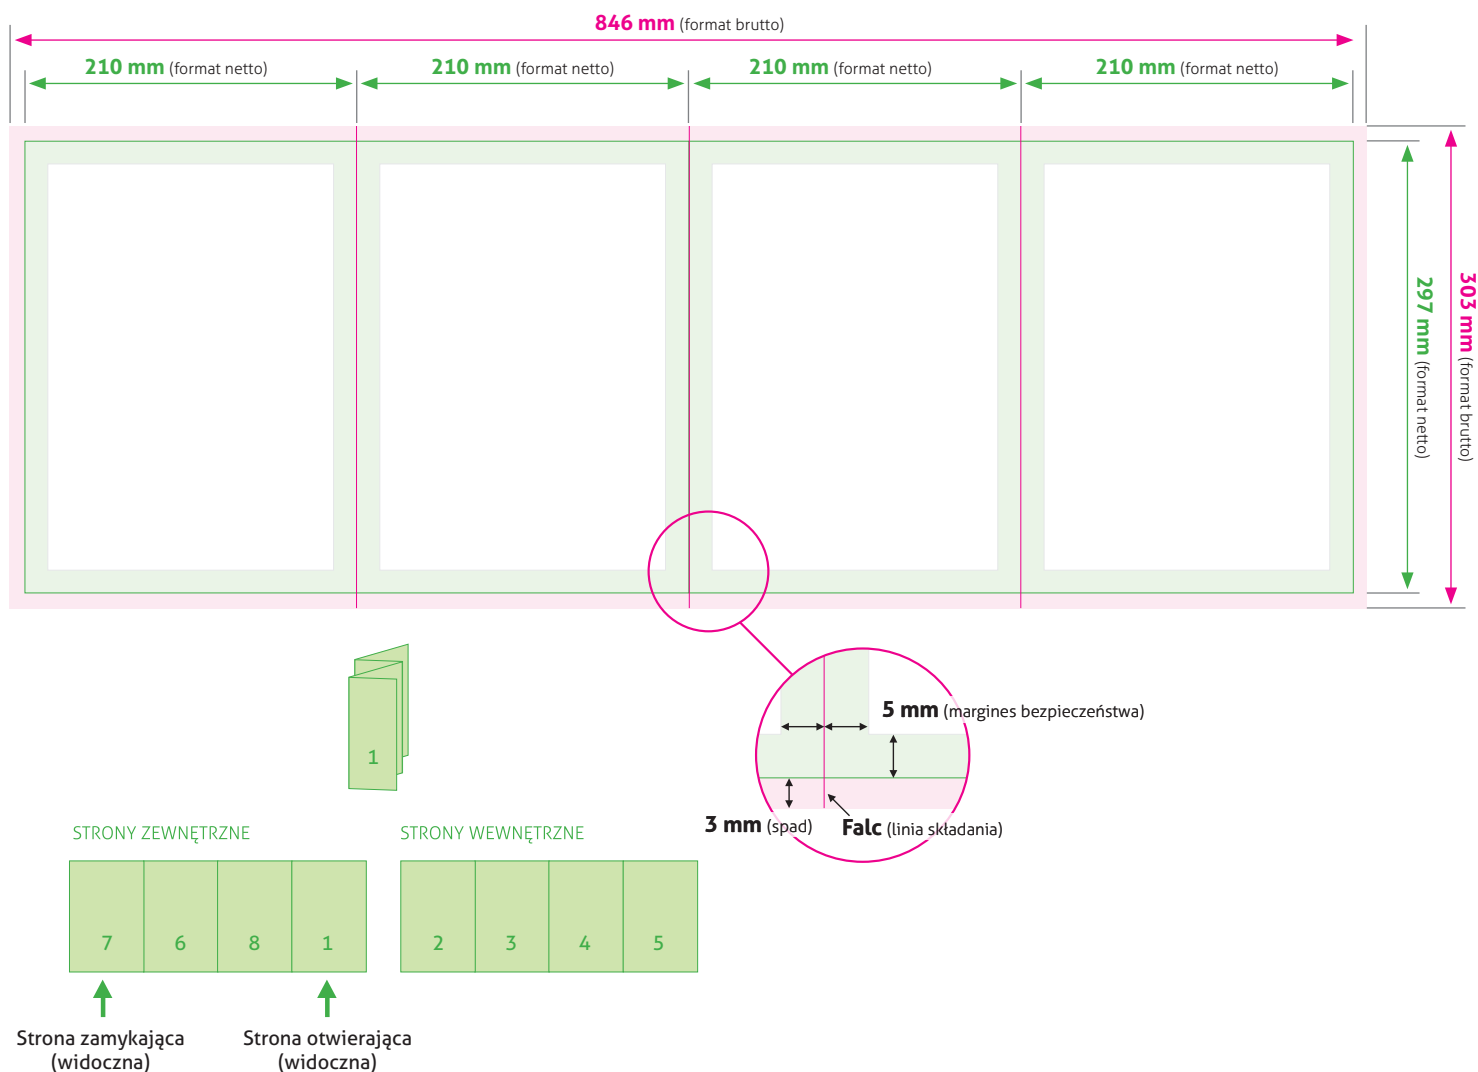 846 mm (format brutto)
210 mm (format netto)
210 mm (format netto)
210 mm (format netto)
210 mm (format netto)
297 mm (format netto)
303 mm (format brutto)
1
5 mm (margines bezpieczeństwa)
3 mm (spad)
Falc (linia składania)
STRONY ZEWNĘTRZNE
STRONY WEWNĘTRZNE
7 6 8 1
2 3 4 5
Strona zamykająca
(widoczna)
Strona otwierająca
(widoczna)